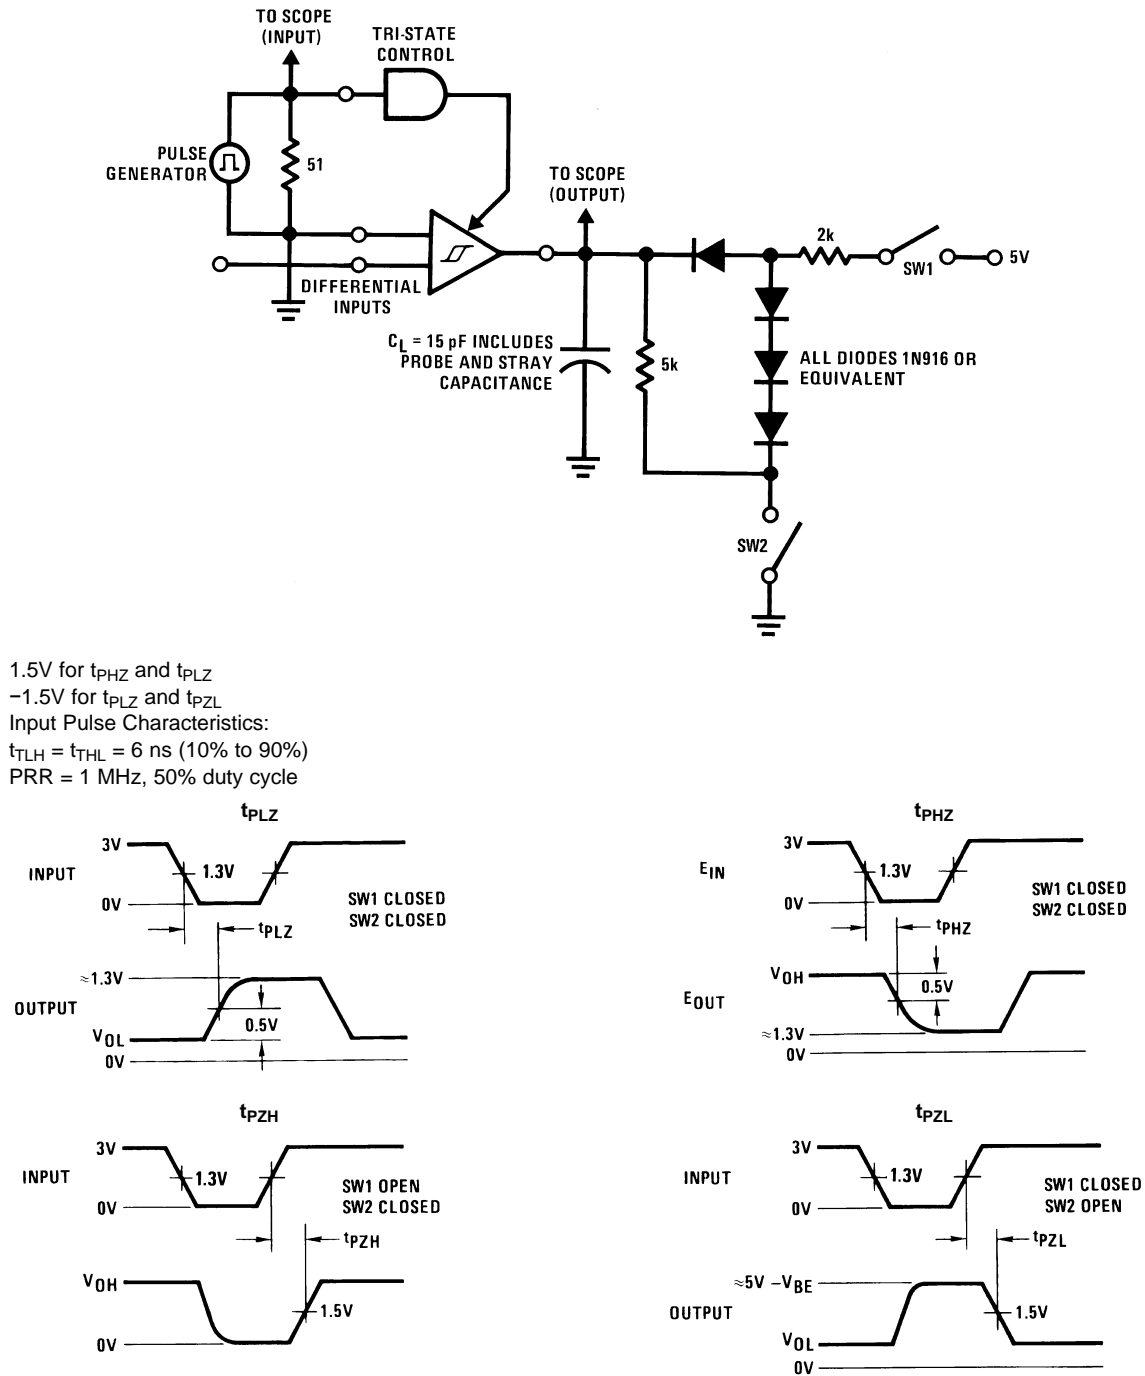 TO SCOPE
(INPUT)
TRI-STATE
CONTROL
PULSE
GENERATOR
51
TO SCOPE
(OUTPUT)
DIFFERENTIAL
INPUTS
2k
SW1
5V
CL = 15 pF INCLUDES
PROBE AND STRAY
CAPACITANCE
5k
ALL DIODES 1N916 OR
EQUIVALENT
SW2
1.5V for tPHZ and tPLZ
−1.5V for tPLZ and tPZL
Input Pulse Characteristics:
tTLH = tTHL = 6 ns (10% to 90%)
PRR = 1 MHz, 50% duty cycle
tPLZ
3V
INPUT
1.3V
0V
SW1 CLOSED
SW2 CLOSED
tPLZ
≈1.3V
OUTPUT
0.5V
VOL
0V
tPHZ
3V
EIN
1.3V
0V
SW1 CLOSED
SW2 CLOSED
tPHZ
VOH
0.5V
EOUT
≈1.3V
0V
tPZH
3V
INPUT
1.3V
0V
SW1 OPEN
SW2 CLOSED
tPZH
VOH
1.5V
0V
tPZL
3V
INPUT
1.3V
0V
SW1 CLOSED
SW2 OPEN
tPZL
≈5V −VBE
OUTPUT
1.5V
VOL
0V